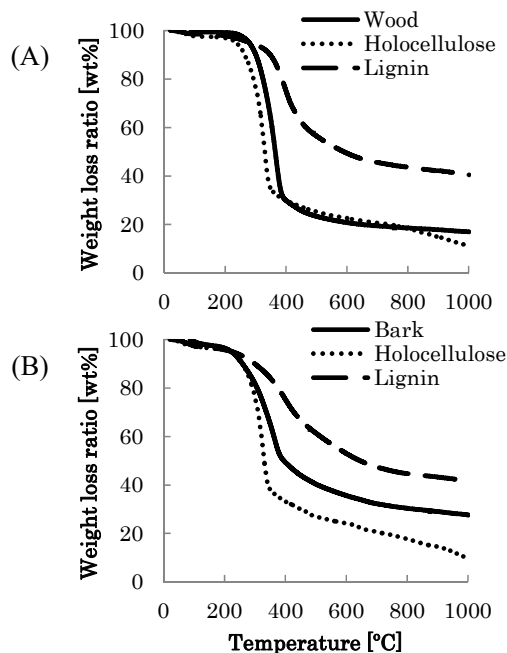 (A)
Weight loss ratio [wt%]
100
80
60
40
20
0
Wood
Holocellulose
Lignin
0 200 400 600 800 1000
(B)
Weight loss ratio [wt%]
100
80
60
40
20
0
Bark
Holocellulose
Lignin
0 200 400 600 800 1000
Temperature [°C]